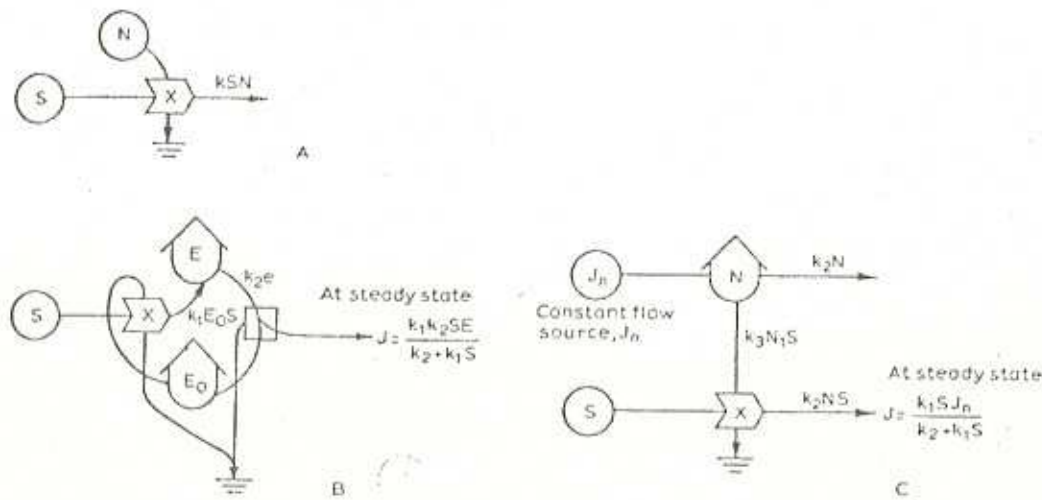 N
S
X
kSN
A
E
k₂e
S
X
k₁E₀S
E₀
At steady state
J = k₁k₂SE / k₂ + k₁S
B
Jₙ
N
k₂N
Constant flow
source, Jₙ
k₃N₁S
S
X
k₂NS
At steady state
J = k₁SJₙ / k₂ + k₁S
C